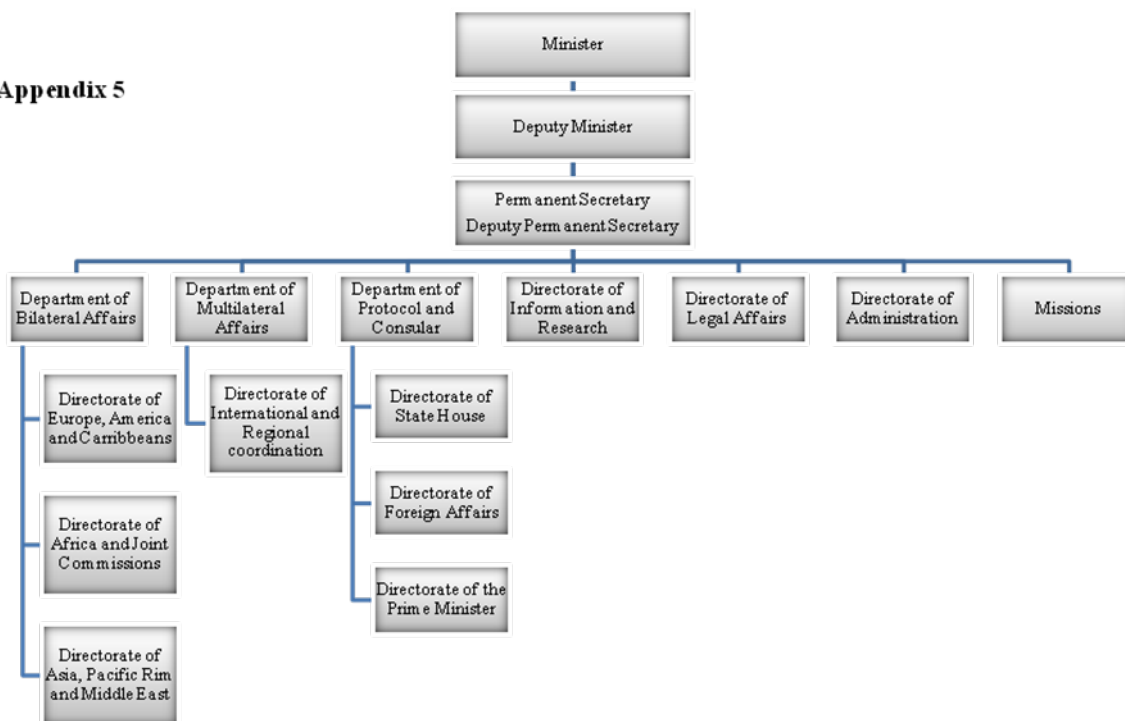 Minister
Appendix 5
Deputy Minister
Permanent Secretary
Deputy Permanent Secretary
Department of
Bilateral Affairs
Department of
Multilateral
Affairs
Department of
Protocol and
Consular
Directorate of
Information and
Research
Directorate of
Legal Affairs
Directorate of
Administration
Missions
Directorate of
Europe, America
and Carribbeans
Directorate of
Africa and Joint
Commissions
Directorate of
Asia, Pacific Rim
and Middle East
Directorate of
International and
Regional
coordination
Directorate of
State House
Directorate of
Foreign Affairs
Directorate of the
Prime Minister